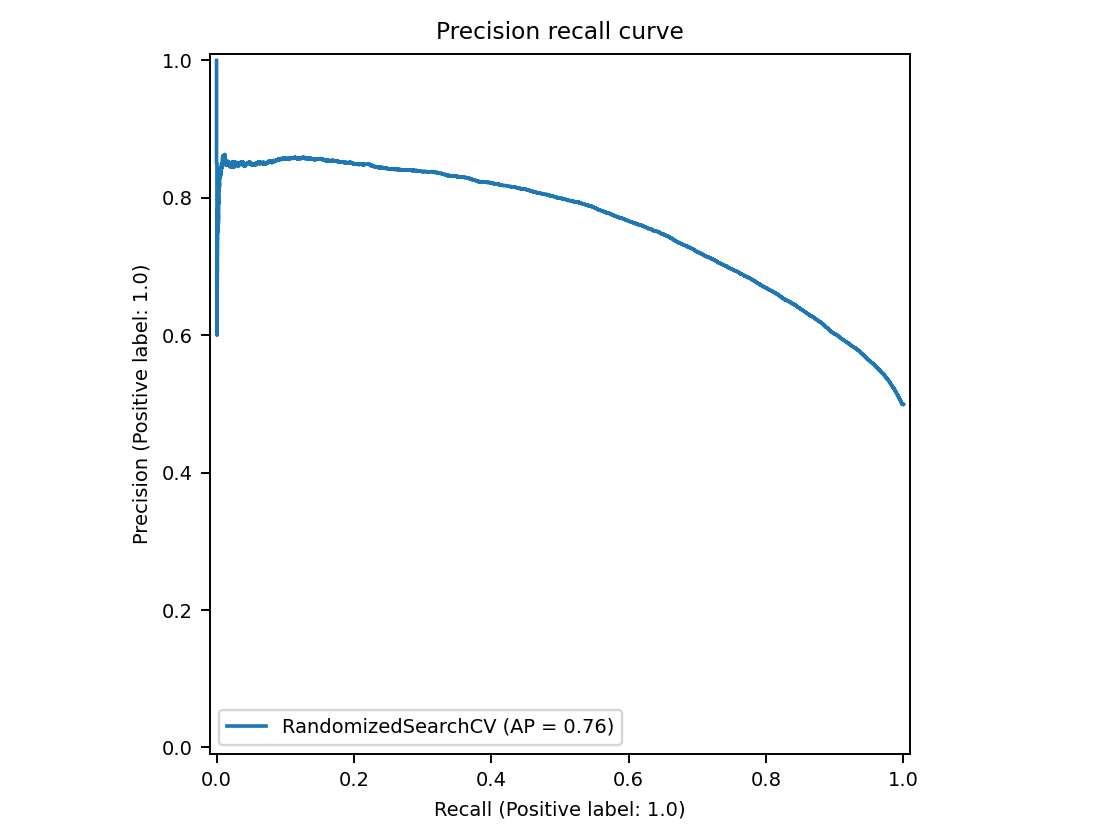 Precision recall curve
1.0
0.8
0.6
0.4
0.2
0.0
Precision (Positive label: 1.0)
RandomizedSearchCV (AP = 0.76)
0.0 0.2 0.4 0.6 0.8 1.0
Recall (Positive label: 1.0)